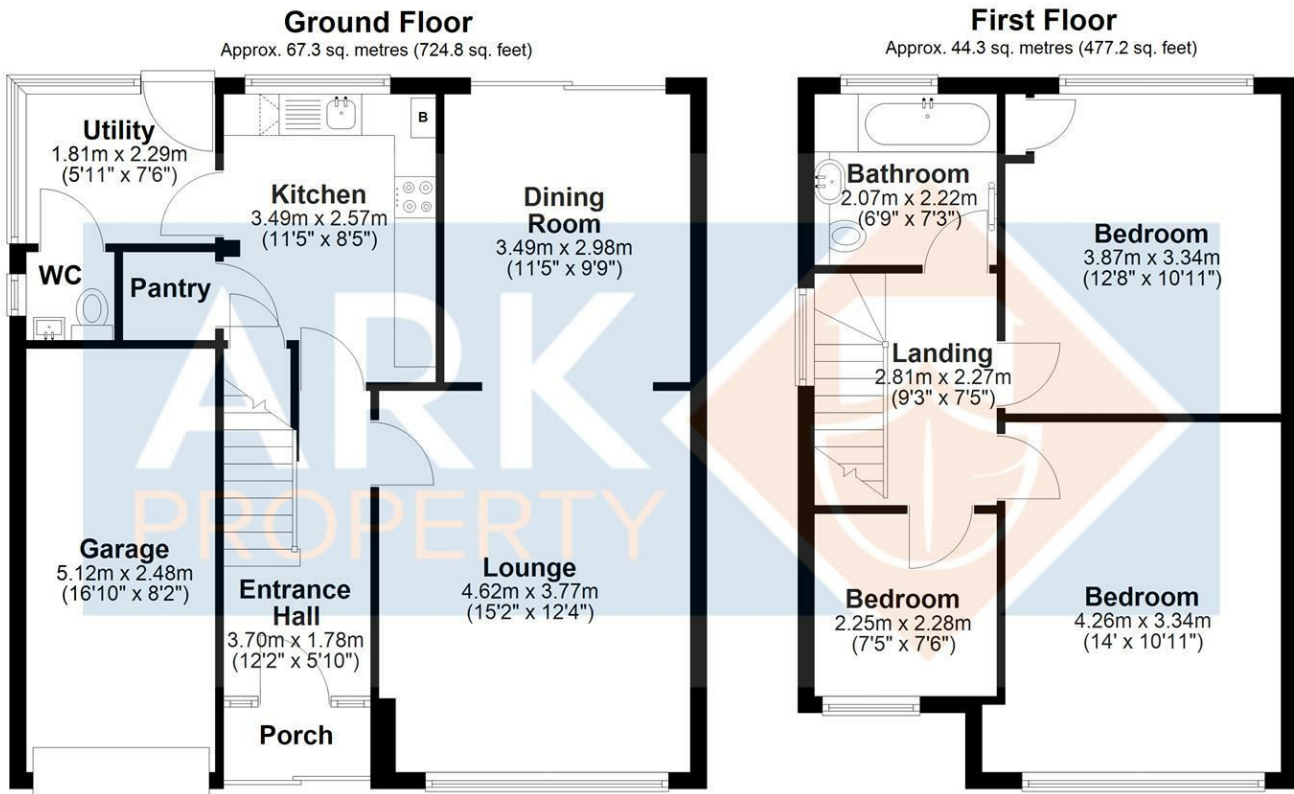 Ground Floor
Approx. 67.3 sq. metres (724.8 sq. feet)
Utility
1.81m x 2.29m
(5'11" x 7'6")
Kitchen
3.49m x 2.57m
(11'5" x 8'5")
B
Dining
Room
3.49m x 2.98m
(11'5" x 9'9")
WC
Pantry
Garage
5.12m x 2.48m
(16'10" x 8'2")
Entrance
Hall
3.70m x 1.78m
(12'2" x 5'10")
Lounge
4.62m x 3.77m
(15'2" x 12'4")
Porch
First Floor
Approx. 44.3 sq. metres (477.2 sq. feet)
Bathroom
2.07m x 2.22m
(6'9" x 7'3")
Bedroom
3.87m x 3.34m
(12'8" x 10'11")
Landing
2.81m x 2.27m
(9'3" x 7'5")
Bedroom
2.25m x 2.28m
(7'5" x 7'6")
Bedroom
4.26m x 3.34m
(14' x 10'11")
ARK
PROPERTY